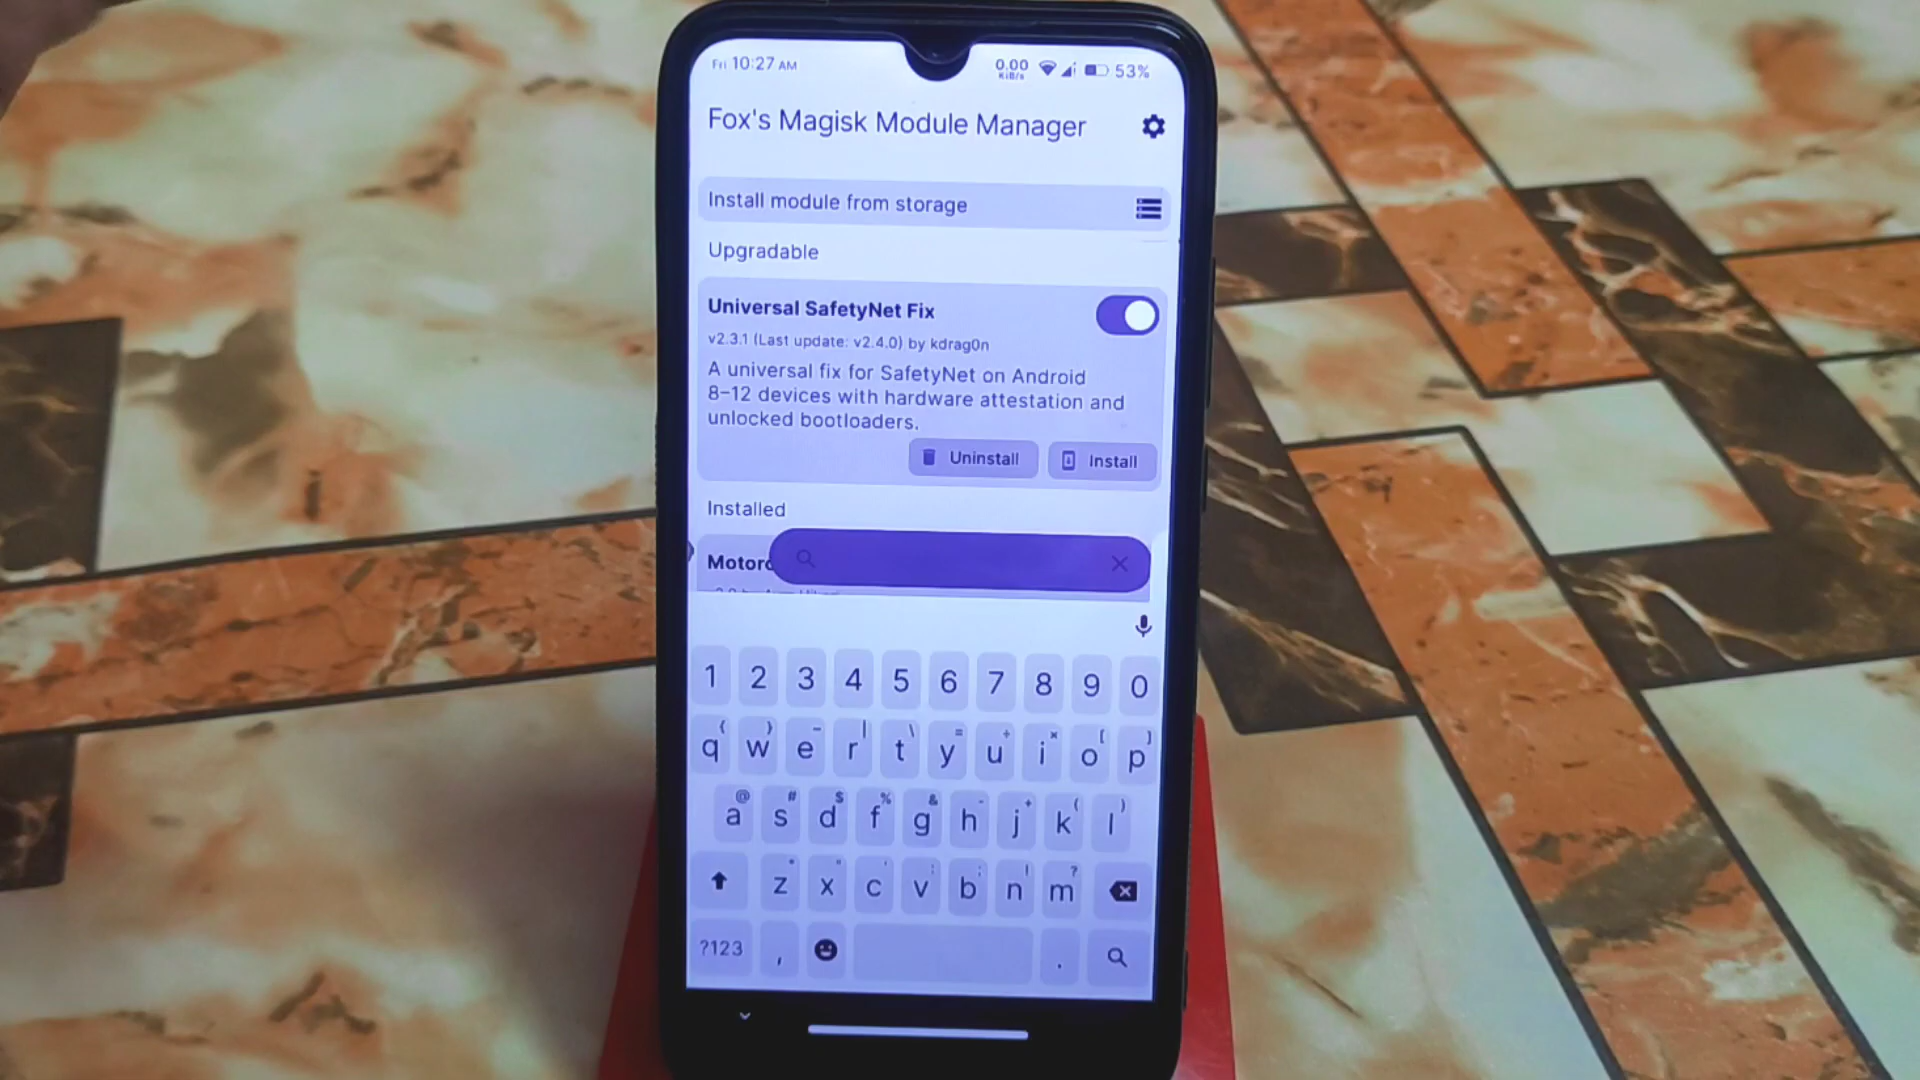 Fri 10:27 AM 0.00 KiB/s 53%
Fox's Magisk Module Manager
Install module from storage
Upgradable
Universal SafetyNet Fix
v2.3.1 (Last update: v2.4.0) by kdrag0n
A universal fix for SafetyNet on Android
8-12 devices with hardware attestation and
unlocked bootloaders.
Uninstall Install
Installed
1 2 3 4 5 6 7 8 9 0
q w e r t y u i o p
a s d f g h j k l
z x c v b n m
?123 , .